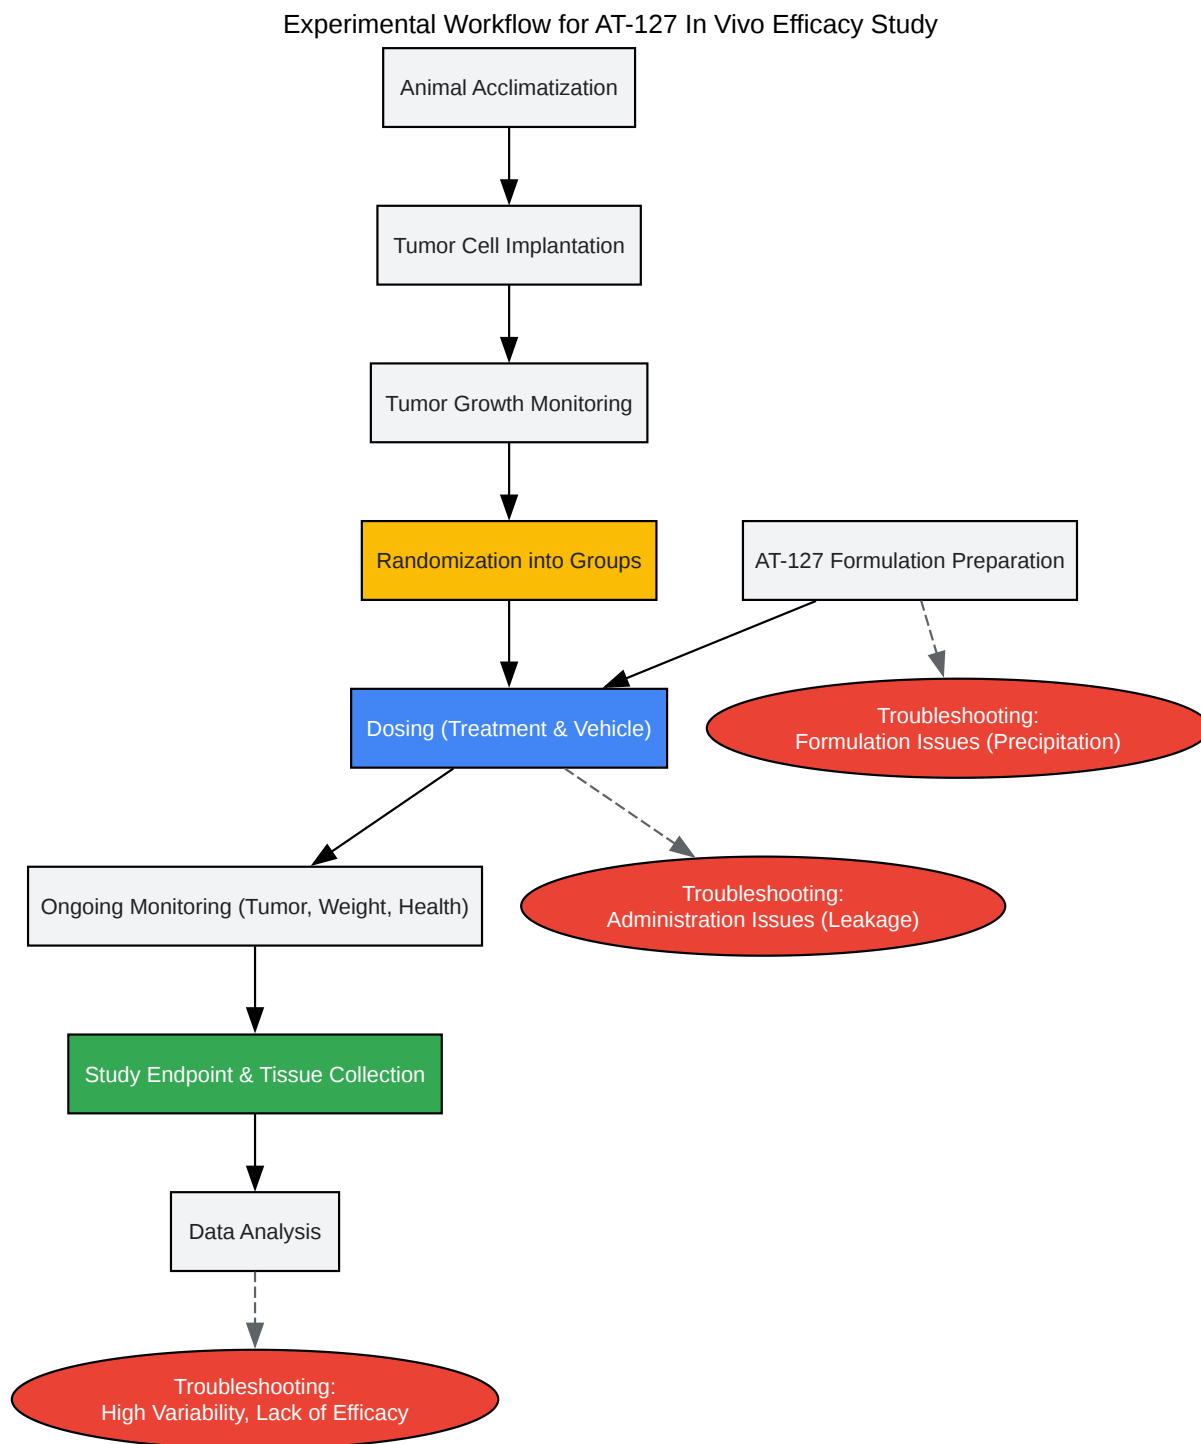 Experimental Workflow for AT-127 In Vivo Efficacy Study
Animal Acclimatization
Tumor Cell Implantation
Tumor Growth Monitoring
Randomization into Groups
AT-127 Formulation Preparation
Dosing (Treatment & Vehicle)
Troubleshooting:
Formulation Issues (Precipitation)
Ongoing Monitoring (Tumor, Weight, Health)
Troubleshooting:
Administration Issues (Leakage)
Study Endpoint & Tissue Collection
Data Analysis
Troubleshooting:
High Variability, Lack of Efficacy